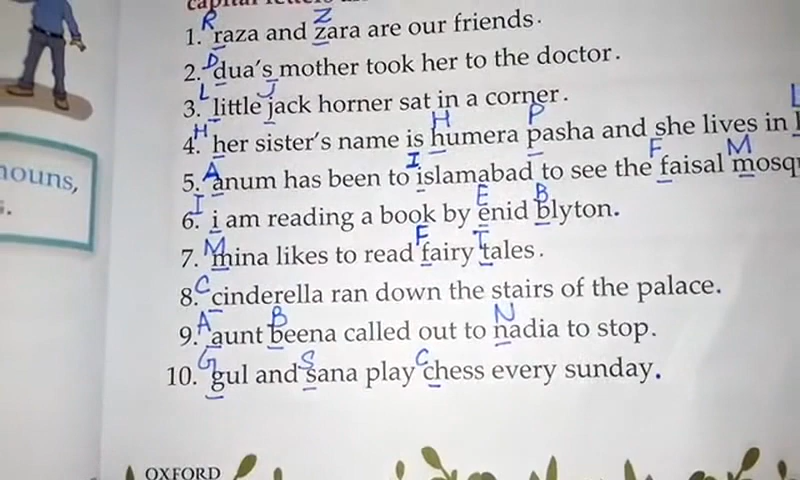 capital letters
R Z
1. raza and zara are our friends.
D
2. dua's mother took her to the doctor.
L J
3. little jack horner sat in a corner.
H H P L
4. her sister's name is humera pasha and she lives in
A I F M
5. anum has been to islamabad to see the faisal mosq
I E B
6. i am reading a book by enid blyton.
M F T
7. mina likes to read fairy tales.
C
8. cinderella ran down the stairs of the palace.
A B N
9. aunt beena called out to nadia to stop.
G S C
10. gul and sana play chess every sunday.
nouns,
OXFORD